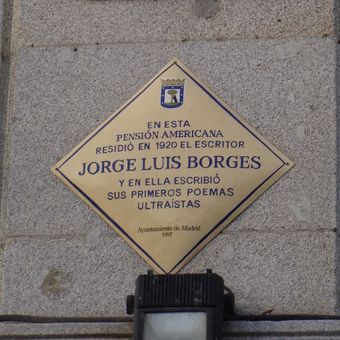 EN ESTA
PENSIÓN AMERICANA
RESIDIÓ EN 1920 EL ESCRITOR
JORGE LUIS BORGES
Y EN ELLA ESCRIBIÓ
SUS PRIMEROS POEMAS
ULTRAÍSTAS
Ayuntamiento de Madrid
1997